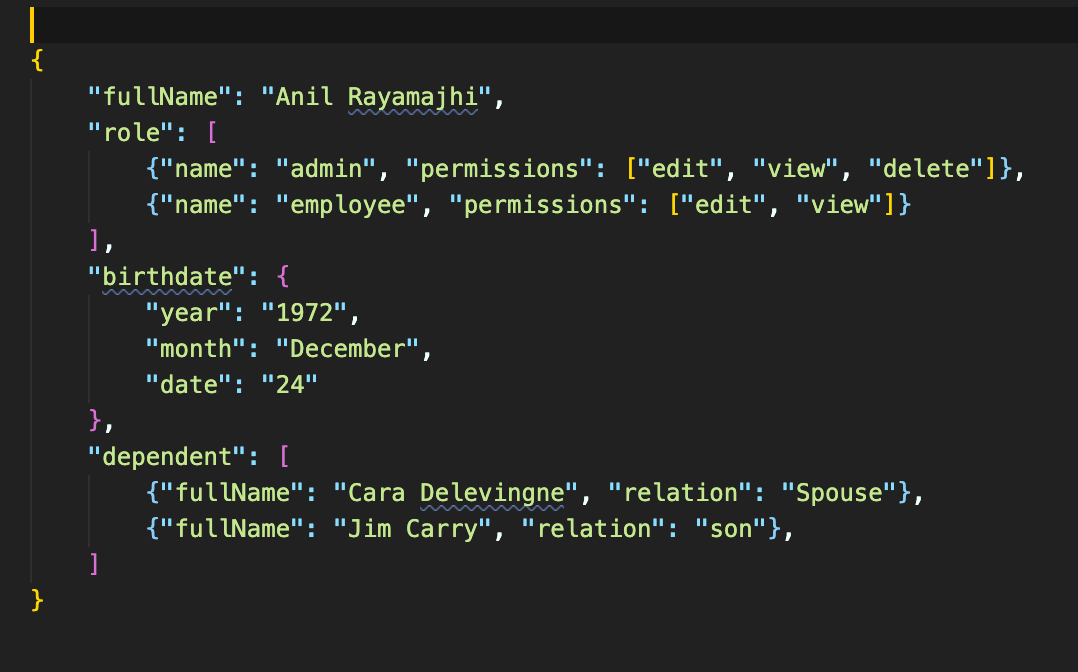 {
"fullName": "Anil Rayamajhi",
"role": [
{"name": "admin", "permissions": ["edit", "view", "delete"]},
{"name": "employee", "permissions": ["edit", "view"]}
],
"birthdate": {
"year": "1972",
"month": "December",
"date": "24"
},
"dependent": [
{"fullName": "Cara Delevingne", "relation": "Spouse"},
{"fullName": "Jim Carry", "relation": "son"},
]
}